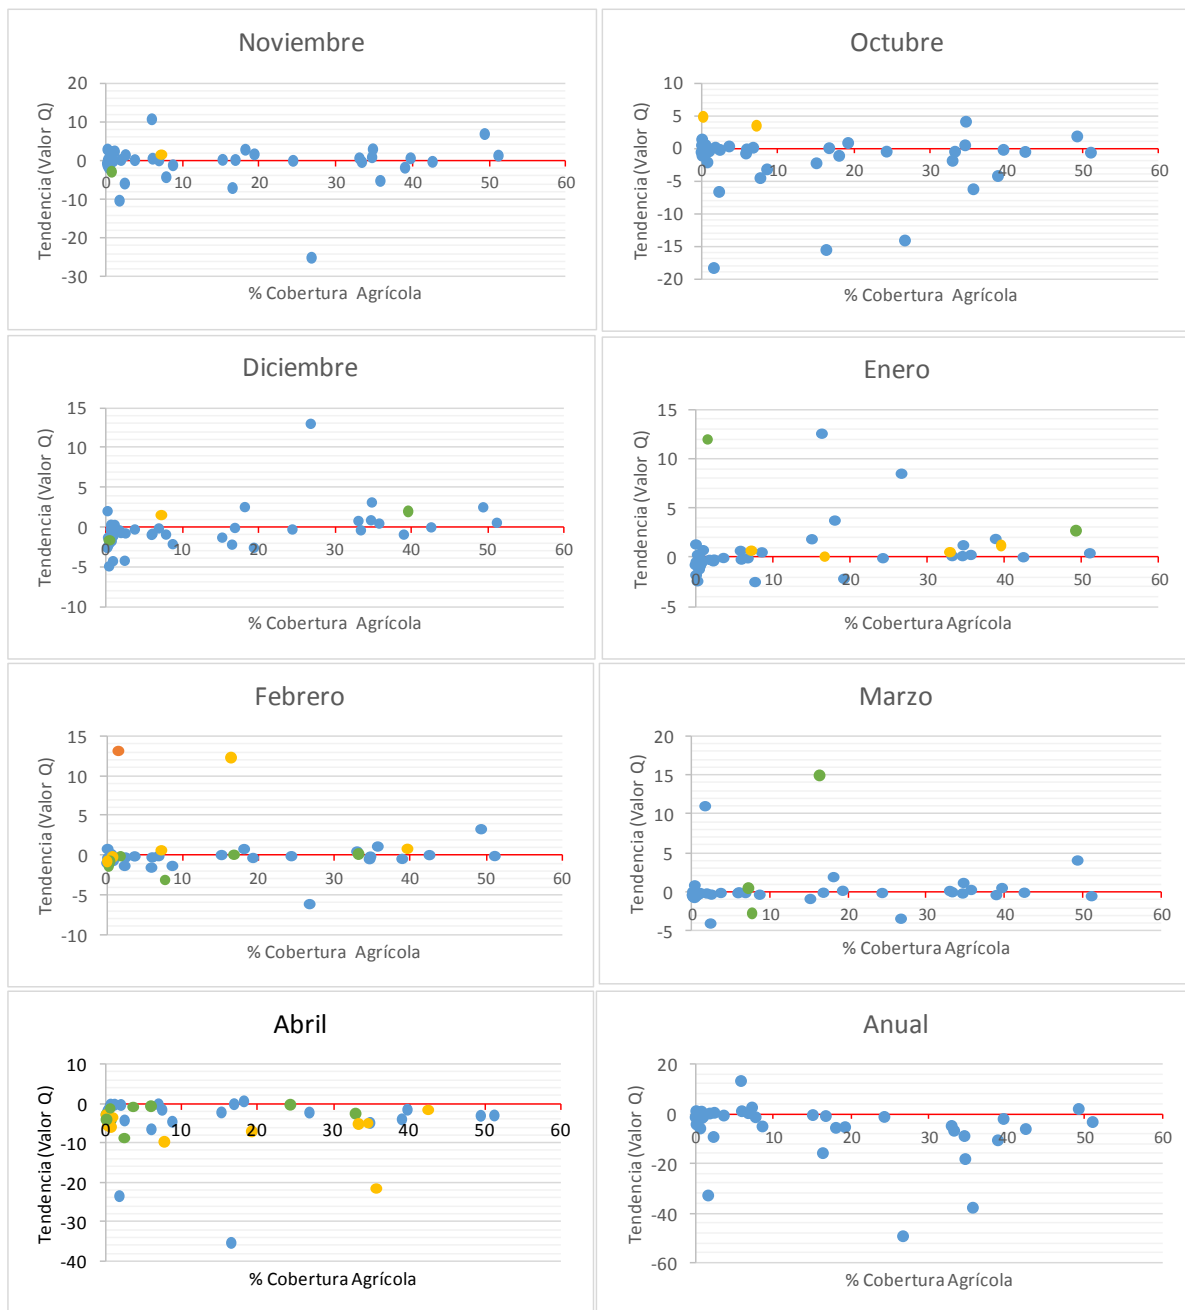 Noviembre
Tendencia (Valor Q)
20
10
0
-10
-20
-30
0 10 20 30 40 50 60
% Cobertura Agrícola
Octubre
Tendencia (Valor Q)
10
5
0
-5
-10
-15
-20
0 10 20 30 40 50 60
% Cobertura Agrícola
Diciembre
Tendencia (Valor Q)
15
10
5
0
-5
-10
0 10 20 30 40 50 60
% Cobertura Agrícola
Enero
Tendencia (Valor Q)
15
10
5
0
-5
0 10 20 30 40 50 60
% Cobertura Agrícola
Febrero
Tendencia (Valor Q)
15
10
5
0
-5
-10
0 10 20 30 40 50 60
% Cobertura Agrícola
Marzo
Tendencia (Valor Q)
20
15
10
5
0
-5
0 10 20 30 40 50 60
% Cobertura Agrícola
Abril
Tendencia (Valor Q)
10
0
-10
-20
-30
-40
0 10 20 30 40 50 60
% Cobertura Agrícola
Anual
Tendencia (Valor Q)
20
0
-20
-40
-60
0 10 20 30 40 50 60
% Cobertura Agrícola